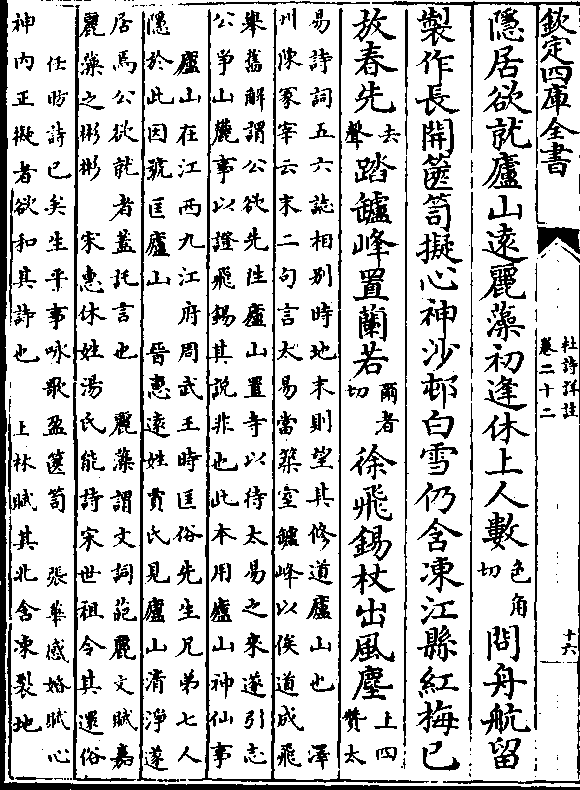 欽定四庫全書
杜詩詳註
卷二十二
十六
隱居欲就廬山遠麗藻初逢休上人數色角切問舟航留
製作長開篋笥擬心神沙邨白雪仍含凍江縣紅梅已
放春先去聲踏鑪峰置蘭若爾者切徐飛錫杖出風塵上四贊太
易詩詞五六誌相别時地末則望其修道廬山也 澤
州陳冢宰云末二句言太易當築室鑪峰以俟道成飛
舉舊解謂公欲先往廬山置寺以待太易之來遂引志
公爭山麓事以證飛錫其說非也此本用廬山神仙事
廬山在江西九江府周武王時匡俗先生兄弟七人
隱於此因號匡廬山 晉惠遠姓賈氏見廬山清淨遂
居焉公欲就者蓋託言也 麗藻謂文詞葩麗文賦嘉
麗藻之彬彬 宋惠休姓湯氏能詩宋世祖令其還俗
任昉詩已矣生平事咏歌盈篋笥 張華感婚賦心
神内正擬者欲和其詩也 上林賦其北含凍裂地